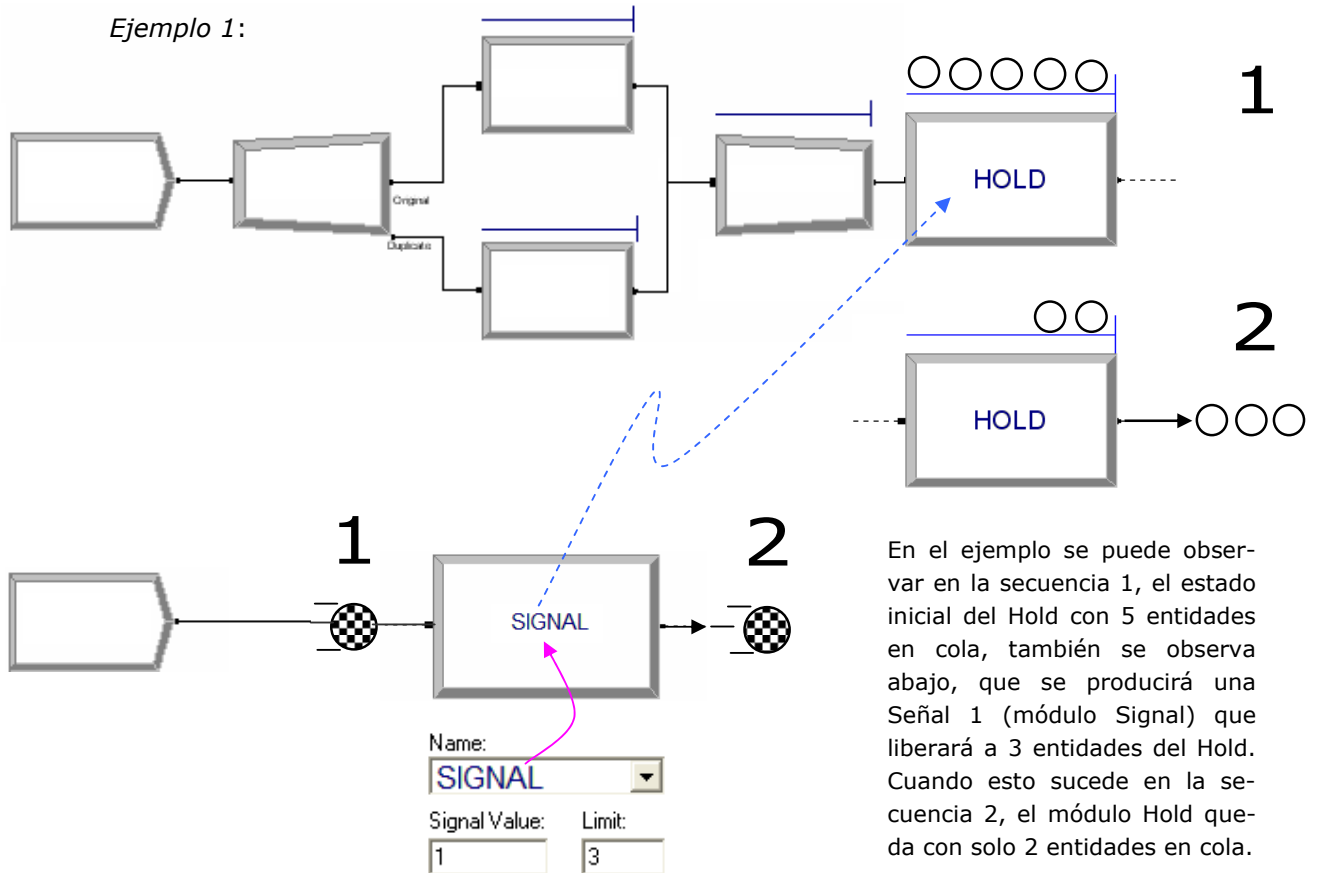 Ejemplo 1:
1
HOLD
Original
Duplicate
2
HOLD
1
2
SIGNAL
Name:
SIGNAL
Signal Value:
Limit:
1
3
En el ejemplo se puede obser-
var en la secuencia 1, el estado
inicial del Hold con 5 entidades
en cola, también se observa
abajo, que se producirá una
Señal 1 (módulo Signal) que
liberará a 3 entidades del Hold.
Cuando esto sucede en la se-
cuencia 2, el módulo Hold que-
da con solo 2 entidades en cola.